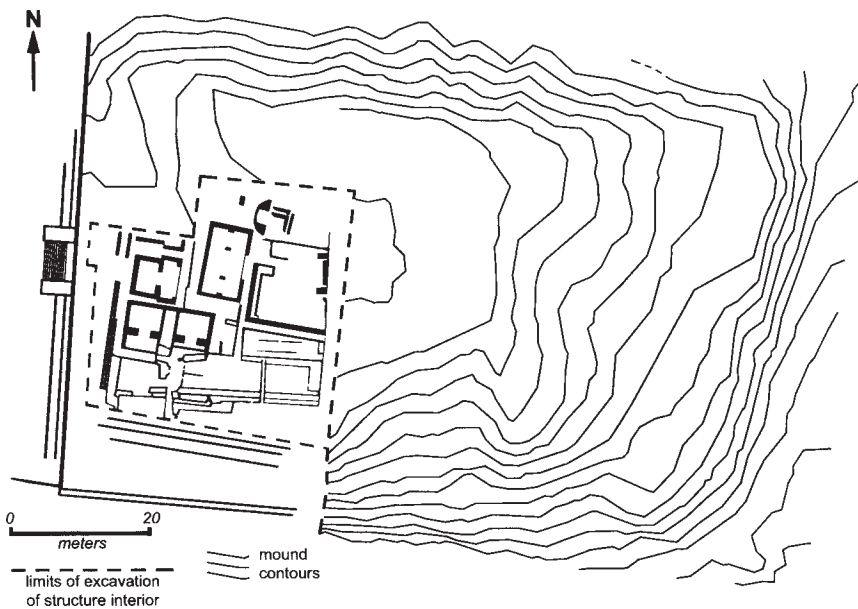 N
0 20
meters
limits of excavation
of structure interior
mound
contours